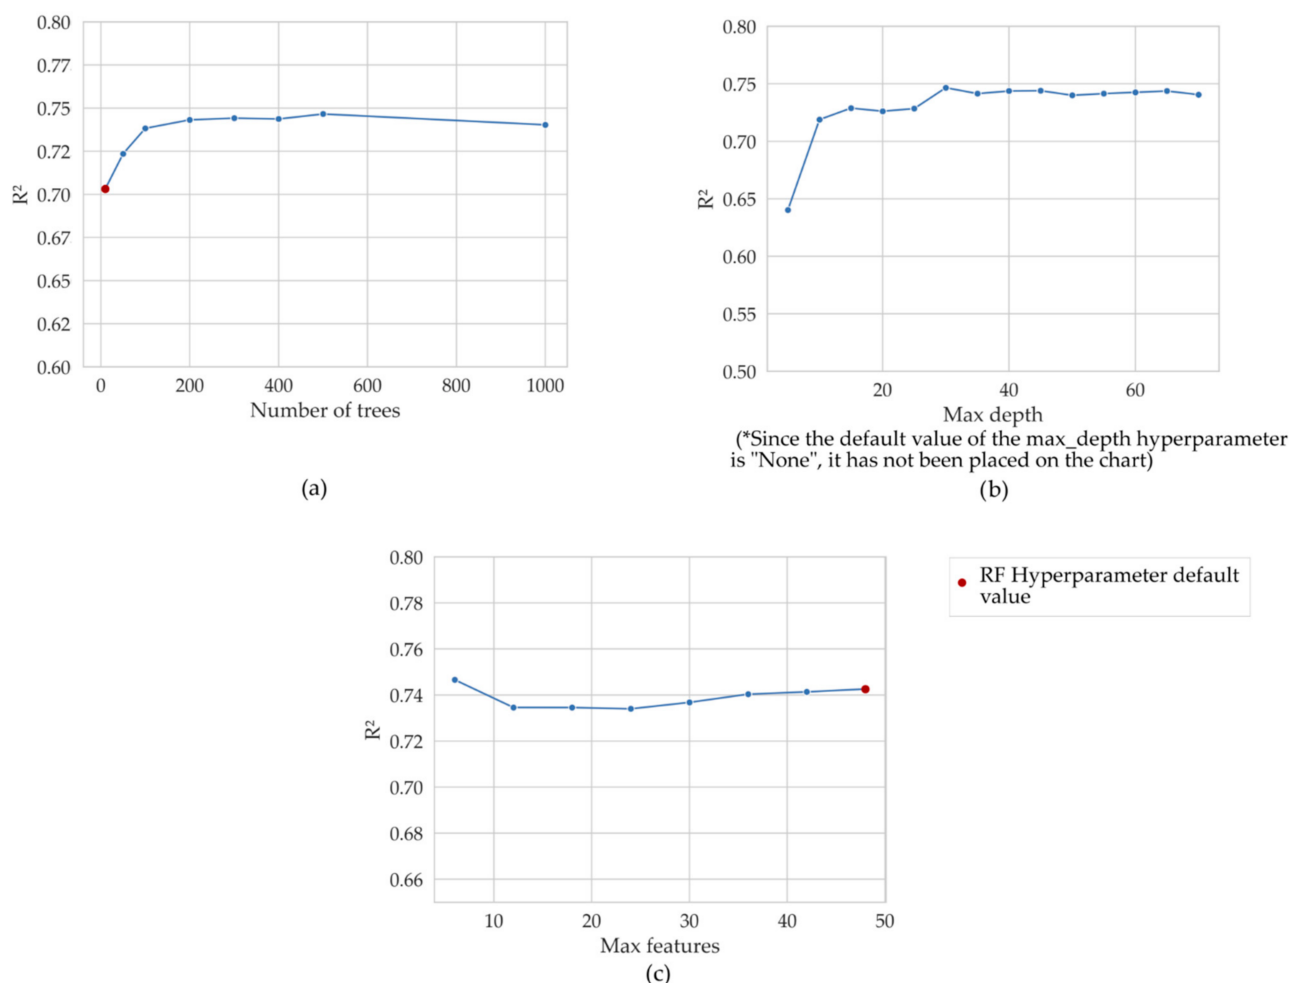 0.80
0.77
0.75
0.72
0.70
0.67
0.65
0.62
0.60
R²
0 200 400 600 800 1000
Number of trees
(a)
0.80
0.75
0.70
0.65
0.60
0.55
0.50
R²
20 40 60
Max depth
(*Since the default value of the max_depth hyperparameter
is "None", it has not been placed on the chart)
(b)
0.80
0.78
0.76
0.74
0.72
0.70
0.68
0.66
R²
10 20 30 40 50
Max features
(c)
RF Hyperparameter default
value